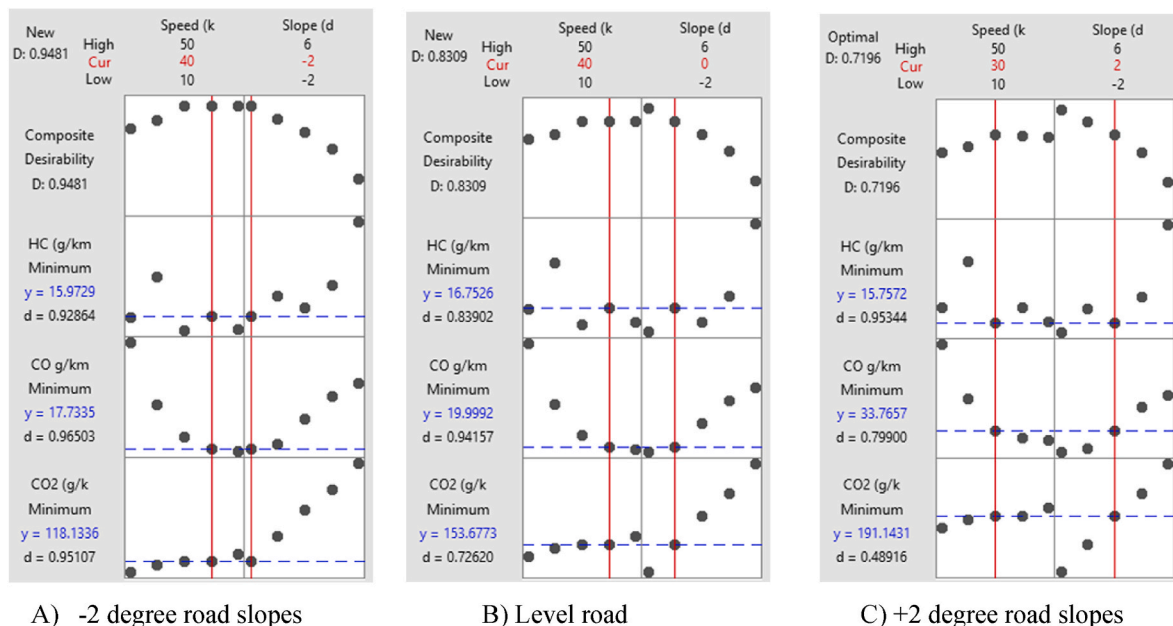 New
D: 0.9481
High
Cur
Low
Speed (k
50
40
10
Slope (d
6
-2
-2
Composite
Desirability
D: 0.9481
HC (g/km
Minimum
y = 15.9729
d = 0.92864
CO g/km
Minimum
y = 17.7335
d = 0.96503
CO2 (g/k
Minimum
y = 118.1336
d = 0.95107
A) -2 degree road slopes
New
D: 0.8309
High
Cur
Low
Speed (k
50
40
10
Slope (d
6
0
-2
Composite
Desirability
D: 0.8309
HC (g/km
Minimum
y = 16.7526
d = 0.83902
CO g/km
Minimum
y = 19.9992
d = 0.94157
CO2 (g/k
Minimum
y = 153.6773
d = 0.72620
B) Level road
Optimal
D: 0.7196
High
Cur
Low
Speed (k
50
30
10
Slope (d
6
2
-2
Composite
Desirability
D: 0.7196
HC (g/km
Minimum
y = 15.7572
d = 0.95344
CO g/km
Minimum
y = 33.7657
d = 0.79900
CO2 (g/k
Minimum
y = 191.1431
d = 0.48916
C) +2 degree road slopes